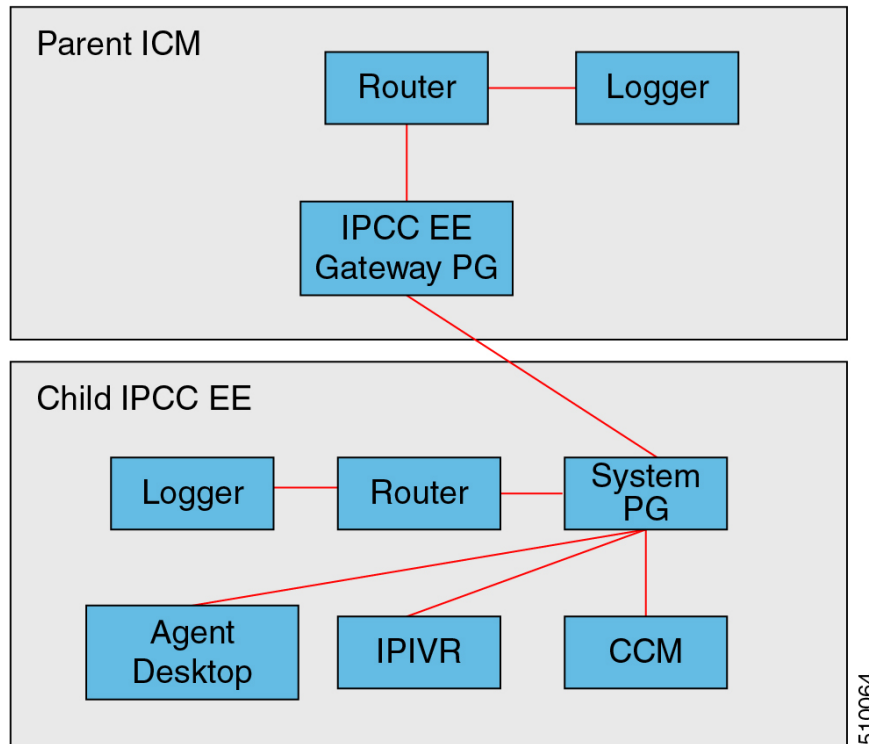 Parent ICM
Router
Logger
IPCC EE
Gateway PG
Child IPCC EE
Logger
Router
System
PG
Agent
Desktop
IPIVR
CCM
510064